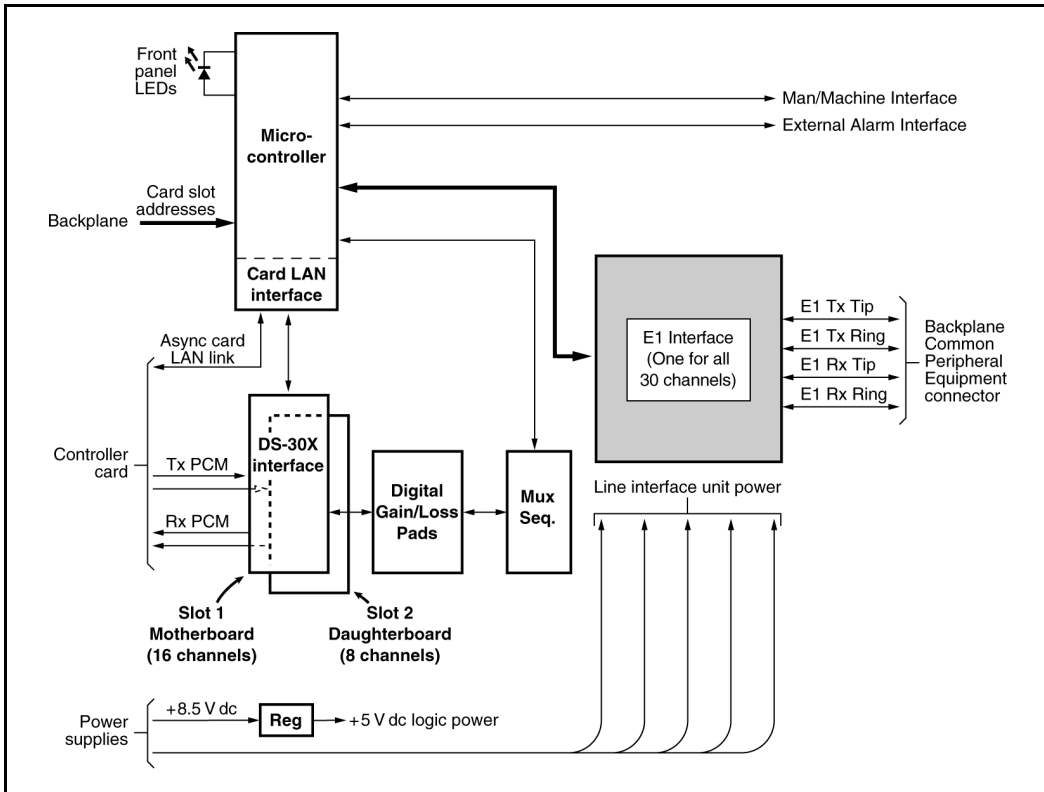 Front
panel
LEDs
Micro-
controller
Man/Machine Interface
External Alarm Interface
Card slot
addresses
Backplane
Card LAN
interface
Async card
LAN link
E1 Interface
(One for all
30 channels)
E1 Tx Tip
E1 Tx Ring
E1 Rx Tip
E1 Rx Ring
Backplane
Common
Peripheral
Equipment
connector
Controller
card
Tx PCM
Rx PCM
DS-30X
interface
Digital
Gain/Loss
Pads
Mux
Seq.
Line interface unit power
Slot 1
Motherboard
(16 channels)
Slot 2
Daughterboard
(8 channels)
Power
supplies
+8.5 V dc
Reg
+5 V dc logic power